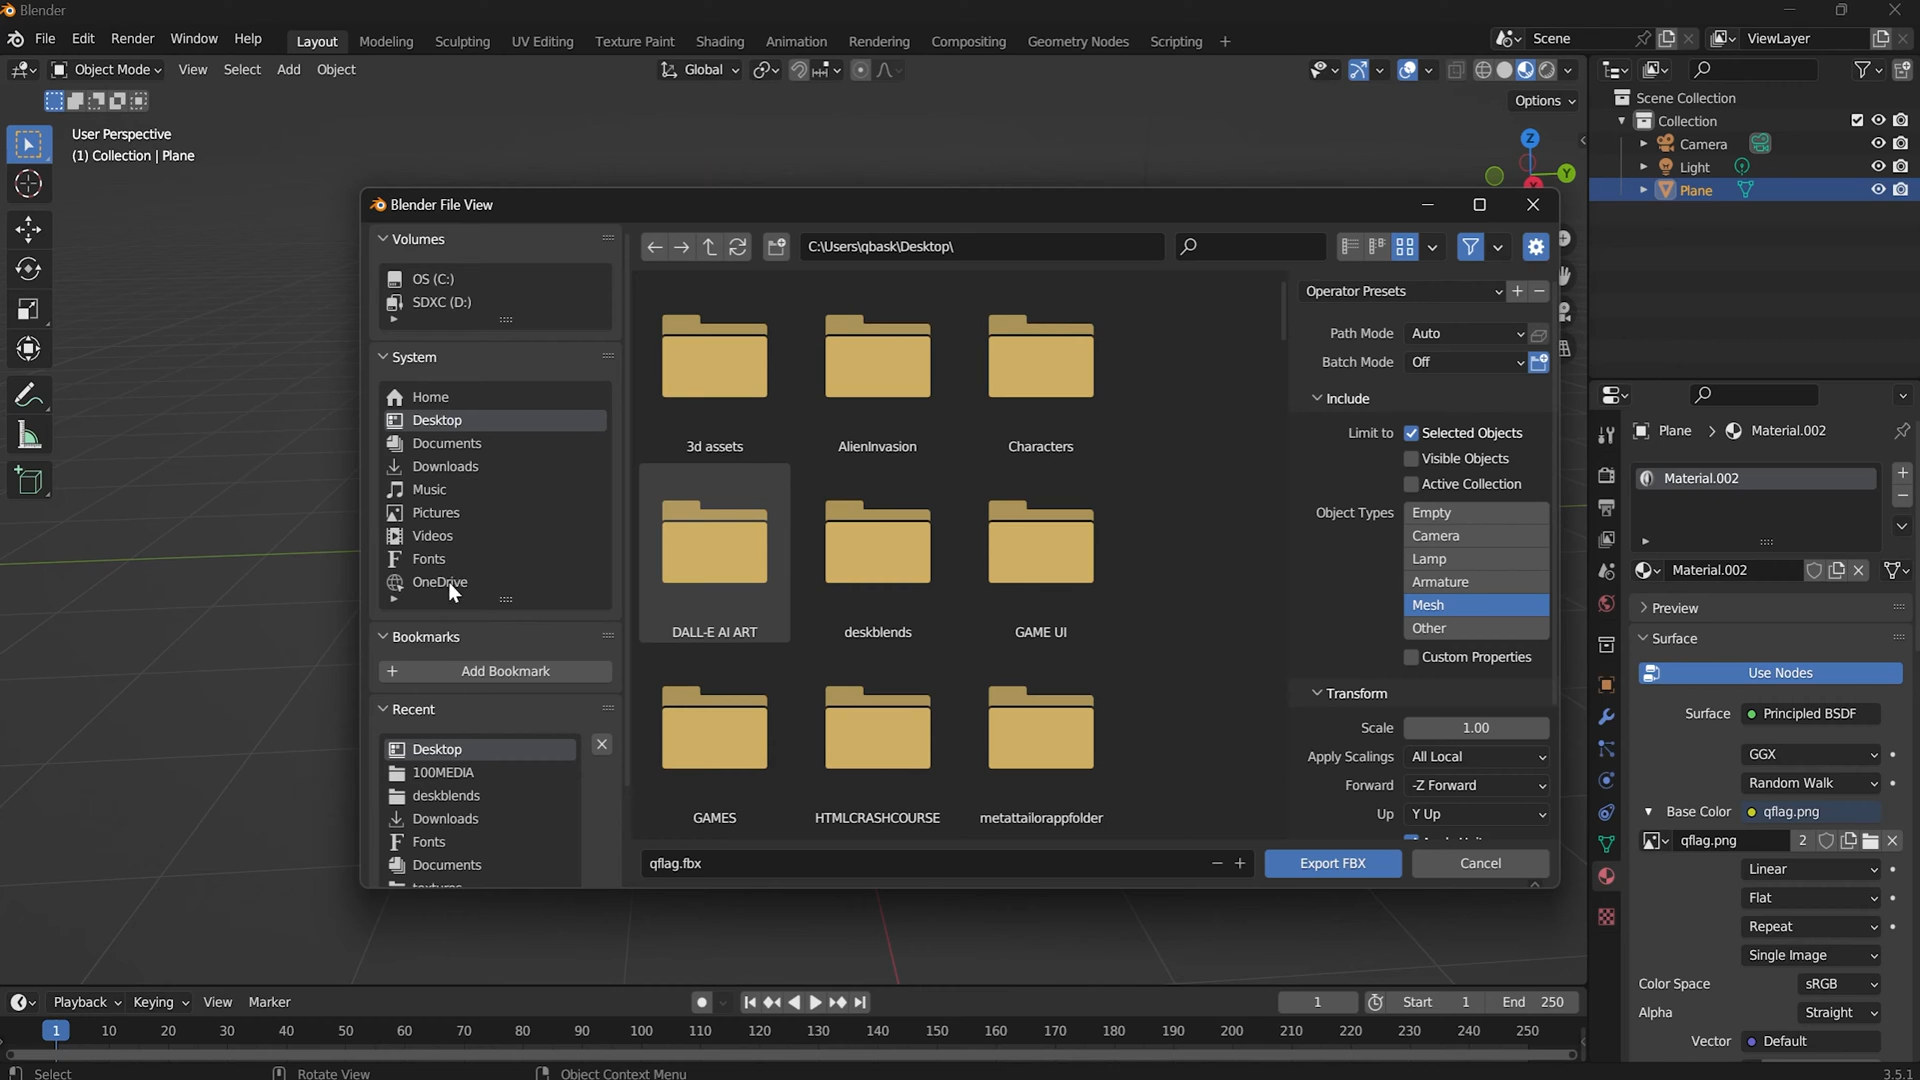 Blender
File Edit Render Window Help Layout Modeling Sculpting UV Editing Texture Paint Shading Animation Rendering Compositing Geometry Nodes Scripting + Scene ViewLayer
Object Mode View Select Add Object Global
Options
User Perspective
(1) Collection | Plane
Z
Y
Scene Collection
Collection
Camera
Light
Plane
Blender File View
Volumes
OS (C:)
SDXC (D:)
System
Home
Desktop
Documents
Downloads
Music
Pictures
Videos
Fonts
OneDrive
Bookmarks
+ Add Bookmark
Recent
Desktop
100MEDIA
deskblends
Downloads
Fonts
Documents
textures
C:\Users\qbask\Desktop\
3d assets AlienInvasion Characters
DALL-E AI ART deskblends GAME UI
GAMES HTMLCRASHCOURSE metattailorappfolder
Operator Presets
Path Mode Auto
Batch Mode Off
Include
Limit to Selected Objects
Visible Objects
Active Collection
Object Types Empty
Camera
Lamp
Armature
Mesh
Other
Custom Properties
Transform
Scale 1.00
Apply Scalings All Local
Forward -Z Forward
Up Y Up
qflag.fbx
Export FBX Cancel
Plane > Material.002
Material.002
Material.002
Preview
Surface
Use Nodes
Surface Principled BSDF
GGX
Random Walk
Base Color qflag.png
qflag.png 2
Linear
Flat
Repeat
Single Image
Color Space sRGB
Alpha Straight
Vector Default
Playback Keying View Marker
1 Start 1 End 250
1 10 20 30 40 50 60 70 80 90 100 110 120 130 140 150 160 170 180 190 200 210 220 230 240 250
Select Rotate View Object Context Menu
3.5.1